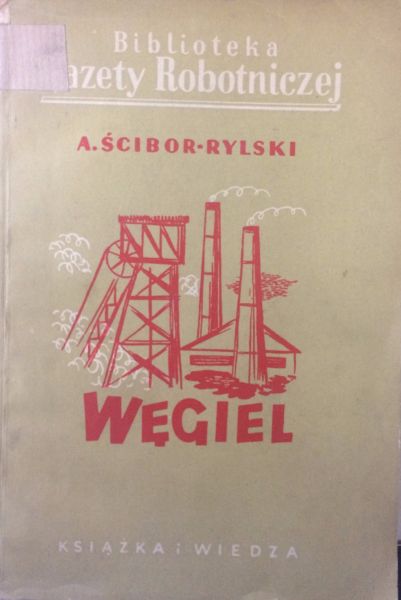 Biblioteka
azety Robotniczej
A. ŚCIBOR-RYLSKI
WĘGIEL
KSIĄŻKA i WIEDZA